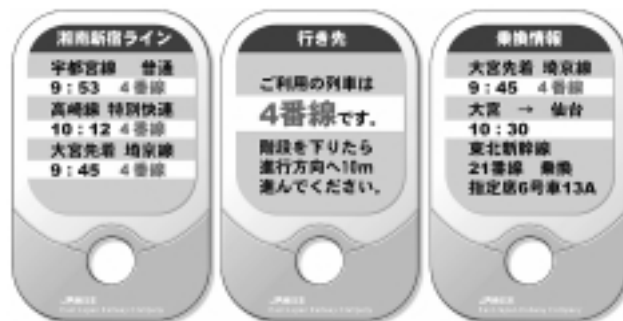 湘南新宿ライン
宇都宮線 普通
9:53 4番線
高崎線 特別快速
10:12 4番線
大宮先着 埼京線
9:45 4番線
行き先
ご利用の列車は
4番線です。
階段を下りたら
進行方向へ10m
進んでください。
乗換情報
大宮先着 埼京線
9:45 4番線
大宮 → 仙台
10:30
東北新幹線
21番線 乗換
指定席6号車13A